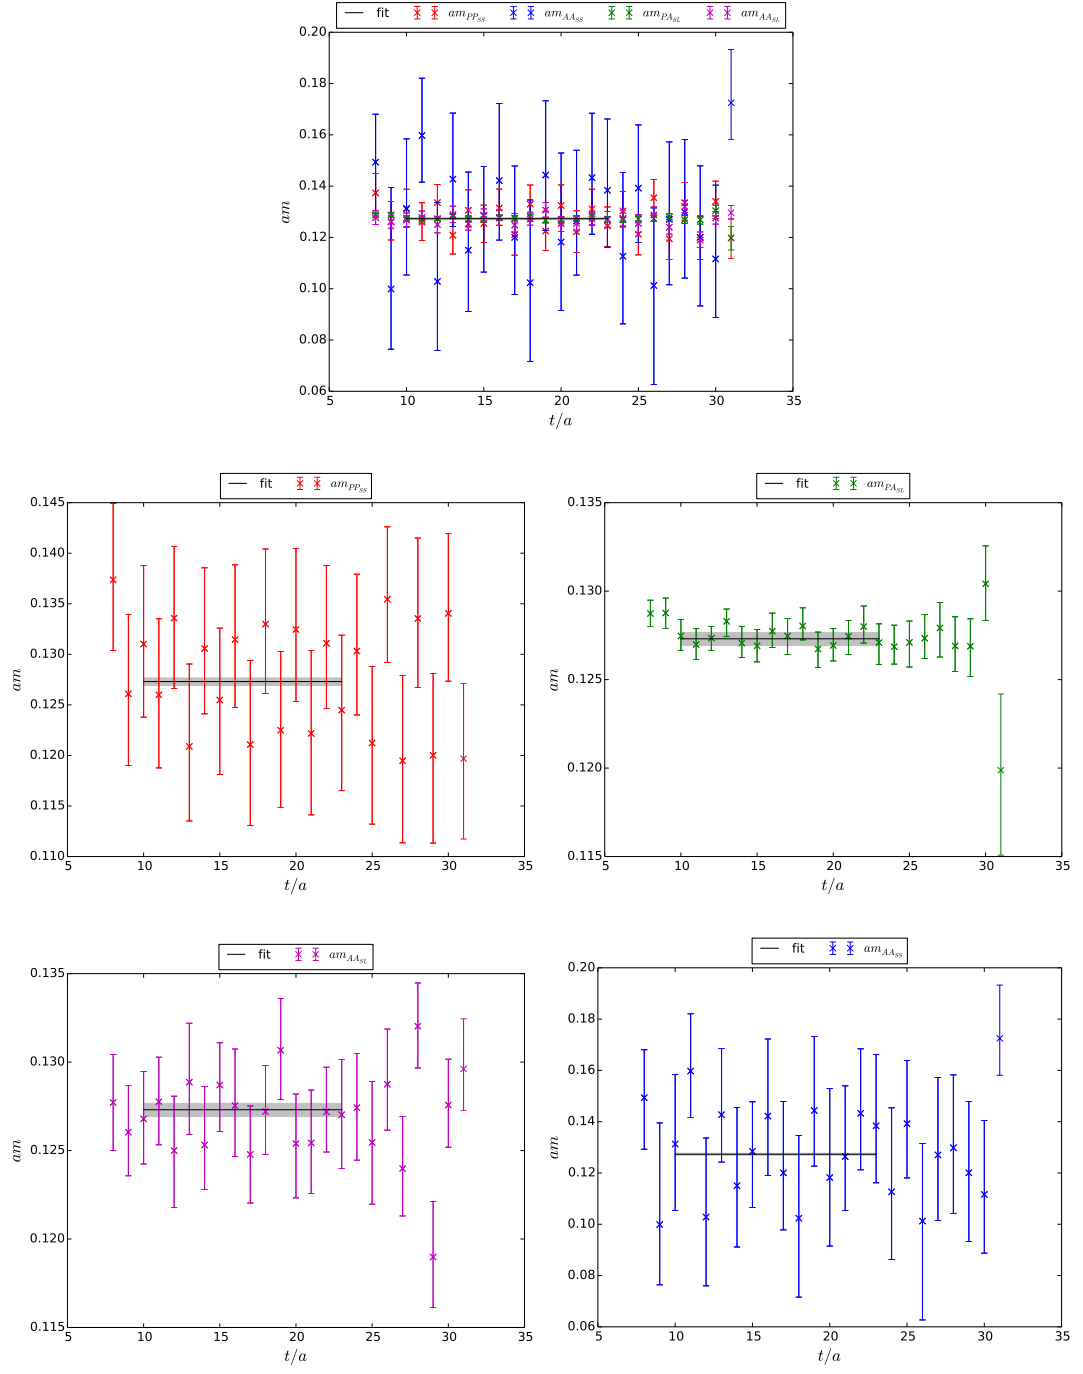 fit am_{PP_{SS}} am_{AA_{SS}} am_{PA_{SL}} am_{AA_{SL}}
0.20
0.18
0.16
0.14
0.12
0.10
0.08
0.06
am
5 10 15 20 25 30 35
t/a
fit am_{PP_{SS}}
0.145
0.140
0.135
0.130
0.125
0.120
0.115
0.110
am
5 10 15 20 25 30 35
t/a
fit am_{PA_{SL}}
0.135
0.130
0.125
0.120
0.115
am
5 10 15 20 25 30 35
t/a
fit am_{AA_{SL}}
0.135
0.130
0.125
0.120
0.115
am
5 10 15 20 25 30 35
t/a
fit am_{AA_{SS}}
0.20
0.18
0.16
0.14
0.12
0.10
0.08
0.06
am
5 10 15 20 25 30 35
t/a